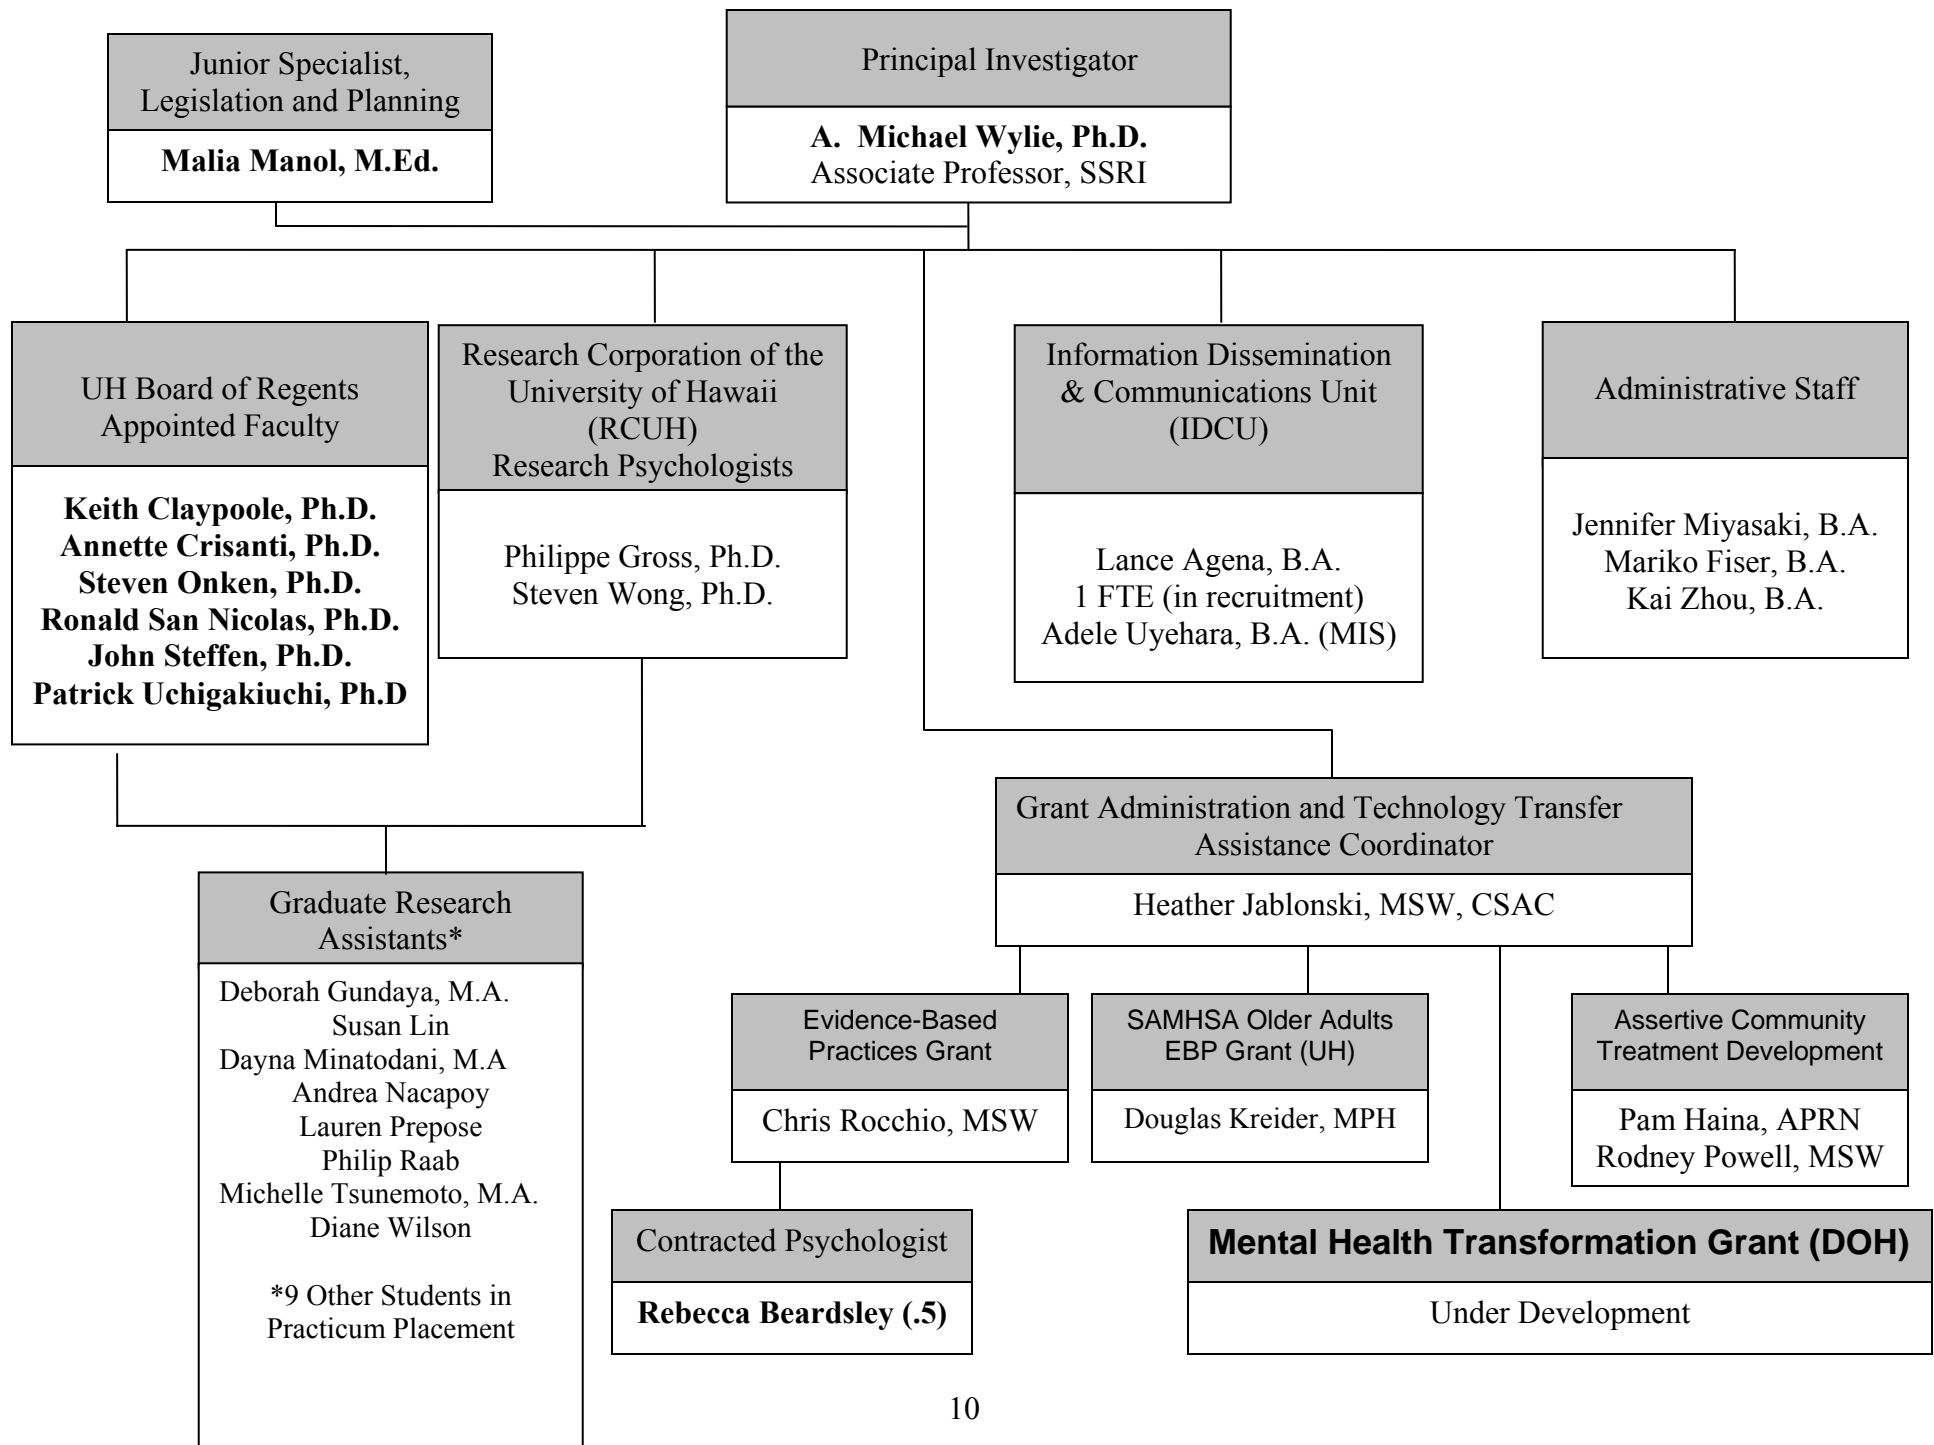 Junior Specialist,
Legislation and Planning
Malia Manol, M.Ed.
Principal Investigator
A.  Michael Wylie, Ph.D.
Associate Professor, SSRI
UH Board of Regents
Appointed Faculty
Keith Claypoole, Ph.D.
Annette Crisanti, Ph.D.
Steven Onken, Ph.D.
Ronald San Nicolas, Ph.D.
John Steffen, Ph.D.
Patrick Uchigakiuchi, Ph.D
Research Corporation of the
University of Hawaii
(RCUH)
Research Psychologists
Philippe Gross, Ph.D.
Steven Wong, Ph.D.
Information Dissemination
& Communications Unit
(IDCU)
Lance Agena, B.A.
1 FTE (in recruitment)
Adele Uyehara, B.A. (MIS)
Administrative Staff
Jennifer Miyasaki, B.A.
Mariko Fiser, B.A.
Kai Zhou, B.A.
Grant Administration and Technology Transfer
Assistance Coordinator
Heather Jablonski, MSW, CSAC
Graduate Research
Assistants*
Deborah Gundaya, M.A.
Susan Lin
Dayna Minatodani, M.A
Andrea Nacapoy
Lauren Prepose
Philip Raab
Michelle Tsunemoto, M.A.
Diane Wilson
*9 Other Students in
Practicum Placement
Evidence-Based
Practices Grant
Chris Rocchio, MSW
SAMHSA Older Adults
EBP Grant (UH)
Douglas Kreider, MPH
Assertive Community
Treatment Development
Pam Haina, APRN
Rodney Powell, MSW
Contracted Psychologist
Rebecca Beardsley (.5)
Mental Health Transformation Grant (DOH)
Under Development
10